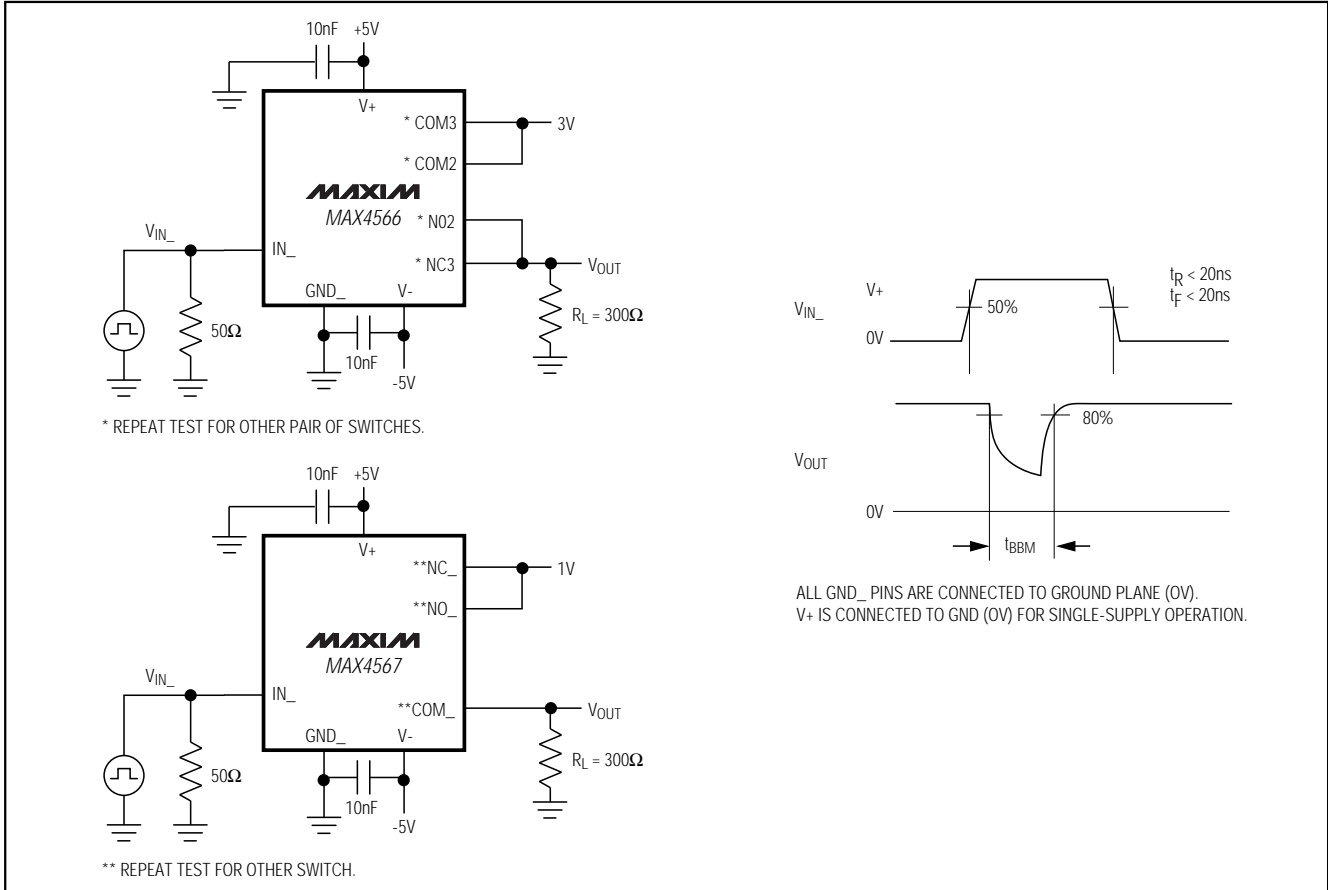 10nF +5V
V+
* COM3
3V
* COM2
MAXIM
MAX4566
* N02
VIN_
IN_
* NC3
VOUT
GND_ V-
RL = 300Ω
50Ω
10nF
-5V
* REPEAT TEST FOR OTHER PAIR OF SWITCHES.
10nF +5V
V+
**NC_
1V
**NO_
MAXIM
MAX4567
VIN_
IN_
**COM_
VOUT
GND_ V-
RL = 300Ω
50Ω
10nF
-5V
** REPEAT TEST FOR OTHER SWITCH.
tR < 20ns
tF < 20ns
V+
VIN_
50%
0V
80%
VOUT
0V
tBBM
ALL GND_ PINS ARE CONNECTED TO GROUND PLANE (OV).
V+ IS CONNECTED TO GND (OV) FOR SINGLE-SUPPLY OPERATION.